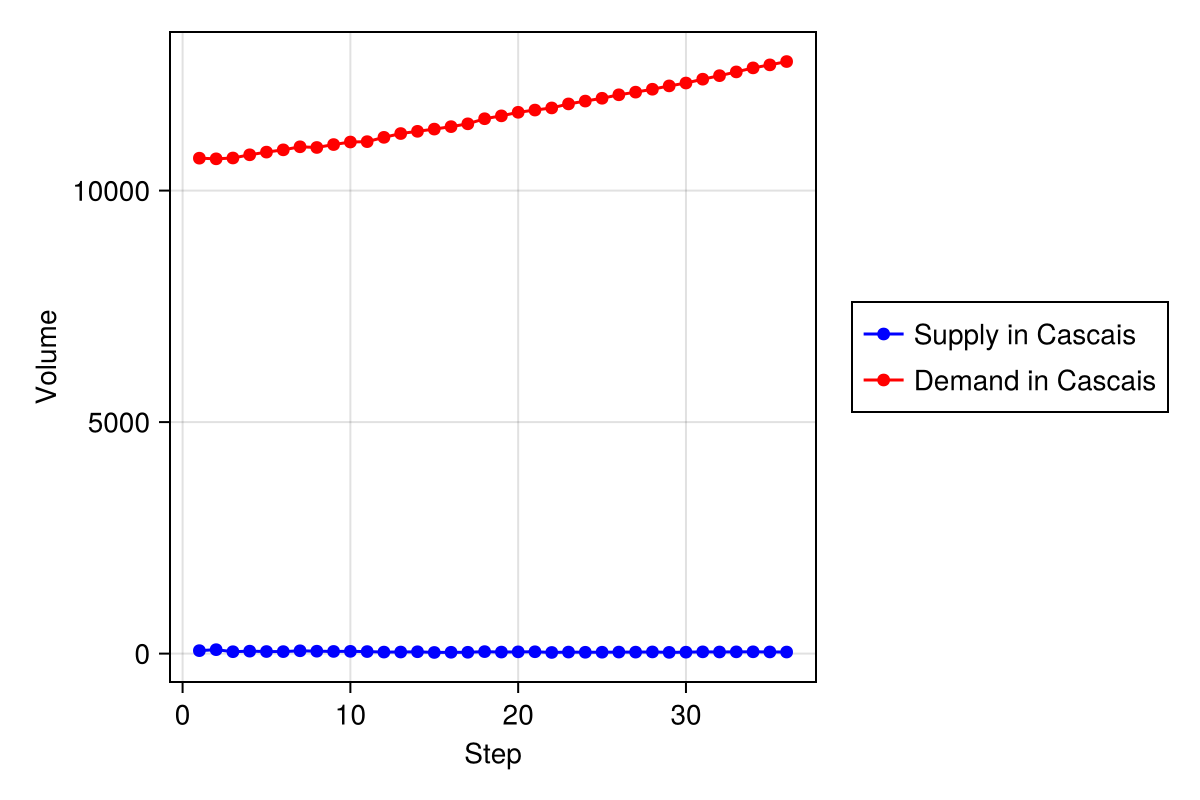 10000
5000
0
Volume
0 10 20 30
Step
Supply in Cascais
Demand in Cascais